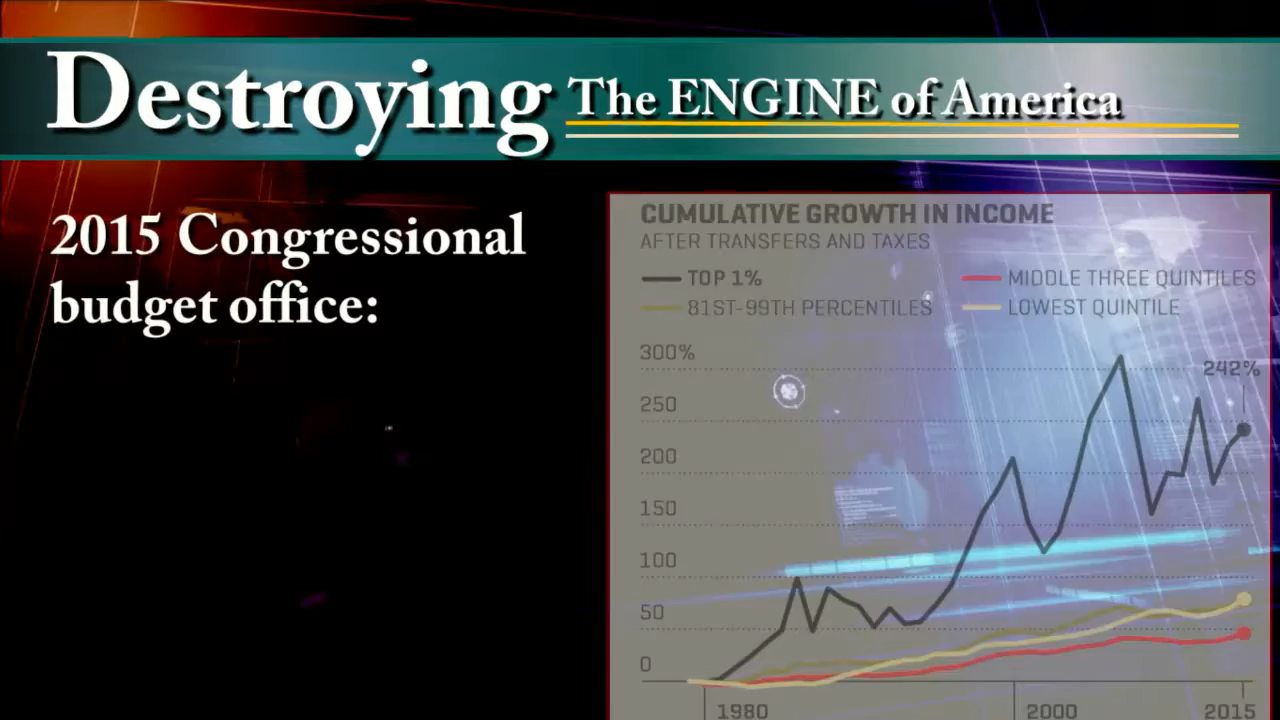 Destroying The ENGINE of America
2015 Congressional
budget office:
CUMULATIVE GROWTH IN INCOME
AFTER TRANSFERS AND TAXES
TOP 1% MIDDLE THREE QUINTILES
81ST-99TH PERCENTILES LOWEST QUINTILE
300%
242%
250
200
150
100
50
0
1980 2000 2015